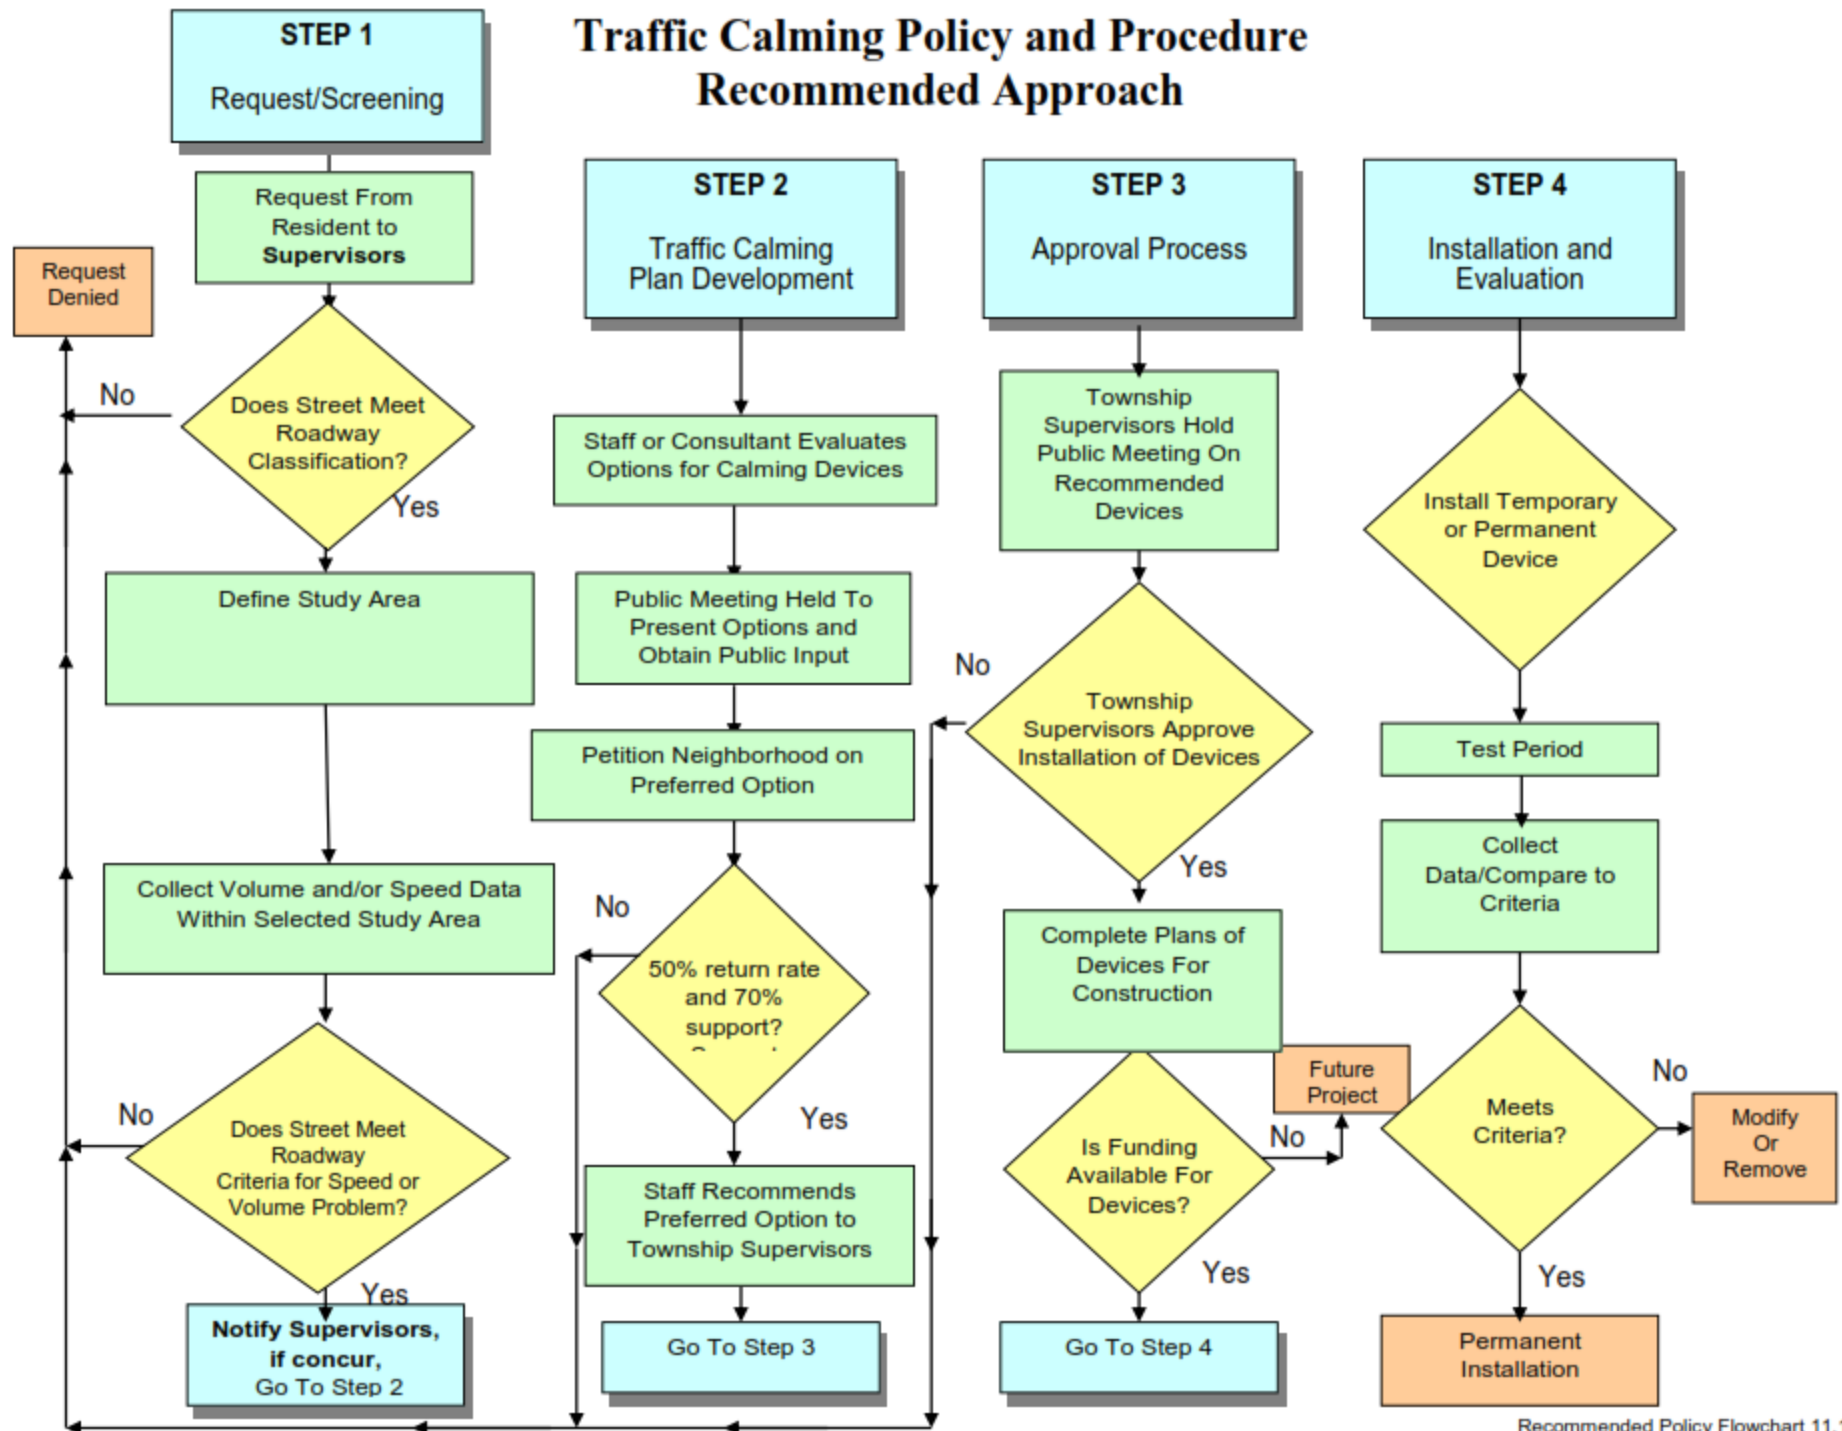 Traffic Calming Policy and Procedure
Recommended Approach
STEP 1
Request/Screening
Request From
Resident to
Supervisors
Request
Denied
No
Does Street Meet
Roadway
Classification?
Yes
Define Study Area
Collect Volume and/or Speed Data
Within Selected Study Area
No
Does Street Meet
Roadway
Criteria for Speed or
Volume Problem?
Yes
Notify Supervisors,
if concur,
Go To Step 2
STEP 2
Traffic Calming
Plan Development
Staff or Consultant Evaluates
Options for Calming Devices
Public Meeting Held To
Present Options and
Obtain Public Input
Petition Neighborhood on
Preferred Option
No
50% return rate
and 70%
support?
Yes
Staff Recommends
Preferred Option to
Township Supervisors
Go To Step 3
STEP 3
Approval Process
Township
Supervisors Hold
Public Meeting On
Recommended
Devices
No
Township
Supervisors Approve
Installation of Devices
Yes
Complete Plans of
Devices For
Construction
Future
Project
No
Is Funding
Available For
Devices?
Yes
Go To Step 4
STEP 4
Installation and
Evaluation
Install Temporary
or Permanent
Device
Test Period
Collect
Data/Compare to
Criteria
Meets
Criteria?
No
Modify
Or
Remove
Yes
Permanent
Installation
Recommended Policy Flowchart 11.